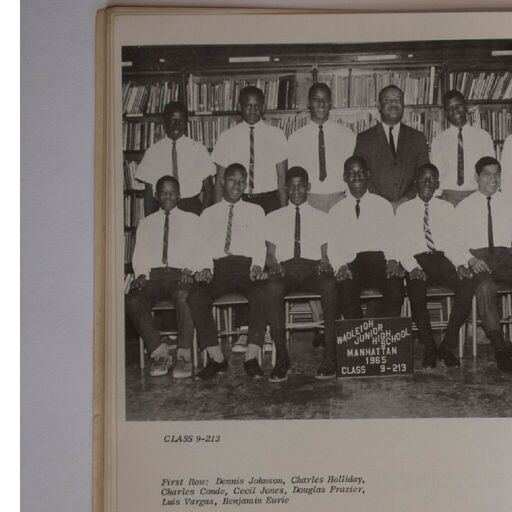 WADLEIGH
JUNIOR HIGH
SCHOOL
MANHATTAN
1965
CLASS 9-213
CLASS 9-213
First Row: Dennis Johnson, Charles Holliday,
Charles Conde, Cecil Jones, Douglas Frazier,
Luis Vargas, Benjamin Eurie